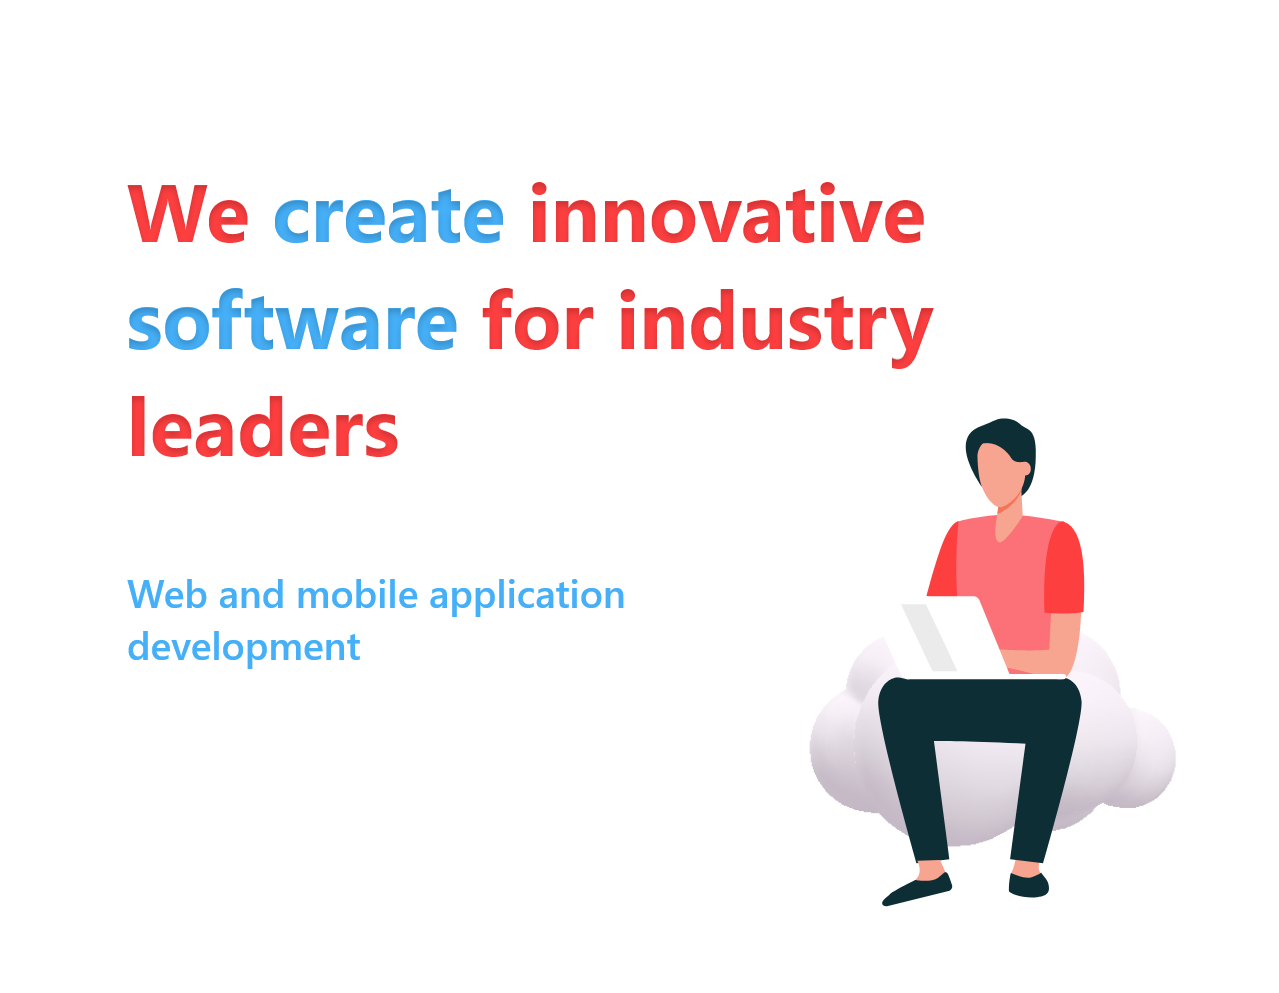 We create innovative
software for industry
leaders
Web and mobile application
development